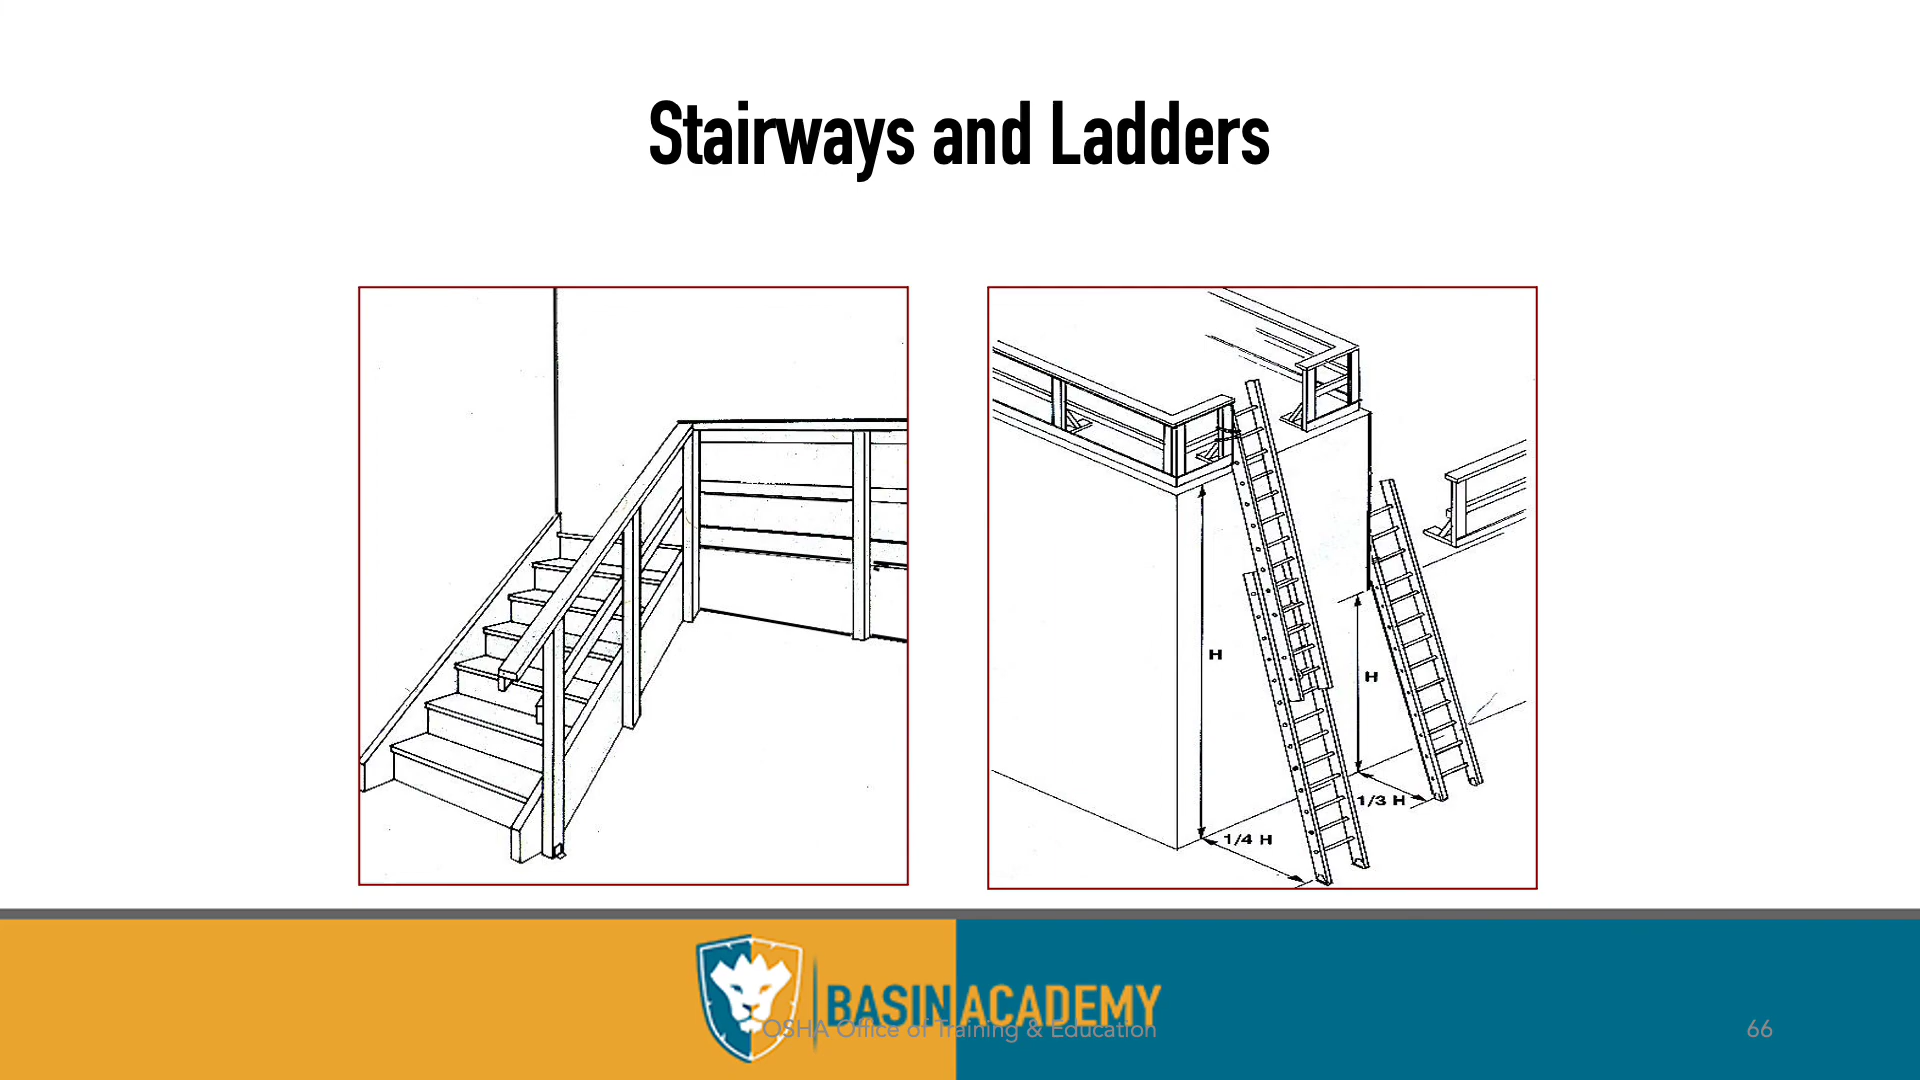 Stairways and Ladders
H
H
1/3 H
1/4 H
BASIN ACADEMY
OSHA Office of Training & Education
66